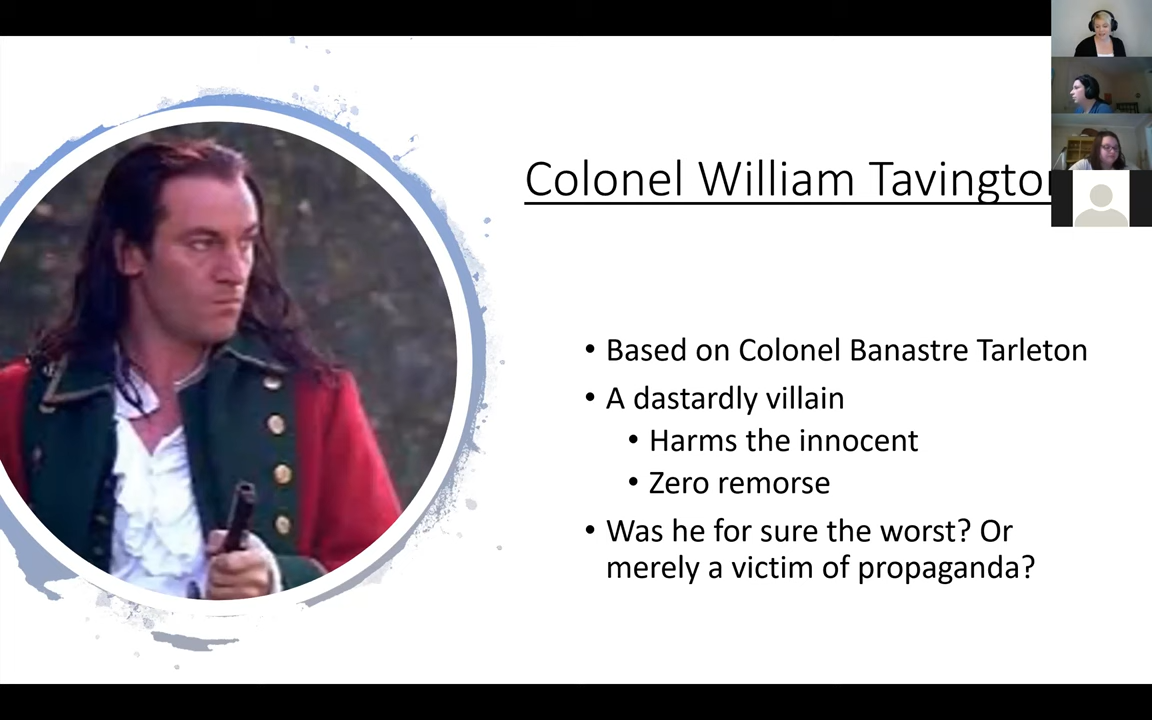 Colonel William Tavington
• Based on Colonel Banastre Tarleton
• A dastardly villain
• Harms the innocent
• Zero remorse
• Was he for sure the worst? Or
merely a victim of propaganda?